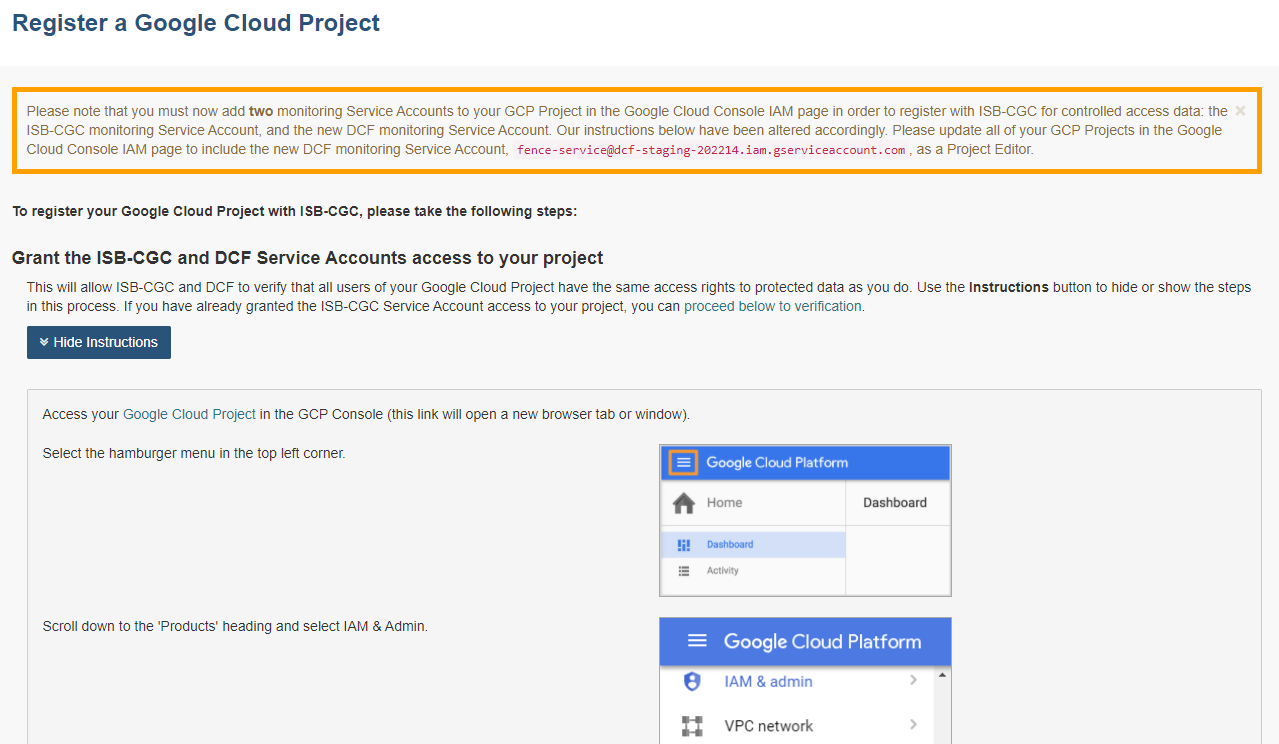 Register a Google Cloud Project
Please note that you must now add two monitoring Service Accounts to your GCP Project in the Google Cloud Console IAM page in order to register with ISB-CGC for controlled access data: the
ISB-CGC monitoring Service Account, and the new DCF monitoring Service Account. Our instructions below have been altered accordingly. Please update all of your GCP Projects in the Google
Cloud Console IAM page to include the new DCF monitoring Service Account, fence-service@dcf-staging-202214.iam.gserviceaccount.com, as a Project Editor.
×
To register your Google Cloud Project with ISB-CGC, please take the following steps:
Grant the ISB-CGC and DCF Service Accounts access to your project
This will allow ISB-CGC and DCF to verify that all users of your Google Cloud Project have the same access rights to protected data as you do. Use the Instructions button to hide or show the steps
in this process. If you have already granted the ISB-CGC Service Account access to your project, you can proceed below to verification.
Hide Instructions
Access your Google Cloud Project in the GCP Console (this link will open a new browser tab or window).
Select the hamburger menu in the top left corner.
Google Cloud Platform
Home
Dashboard
Dashboard
Activity
Scroll down to the 'Products' heading and select IAM & Admin.
Google Cloud Platform
IAM & admin
VPC network